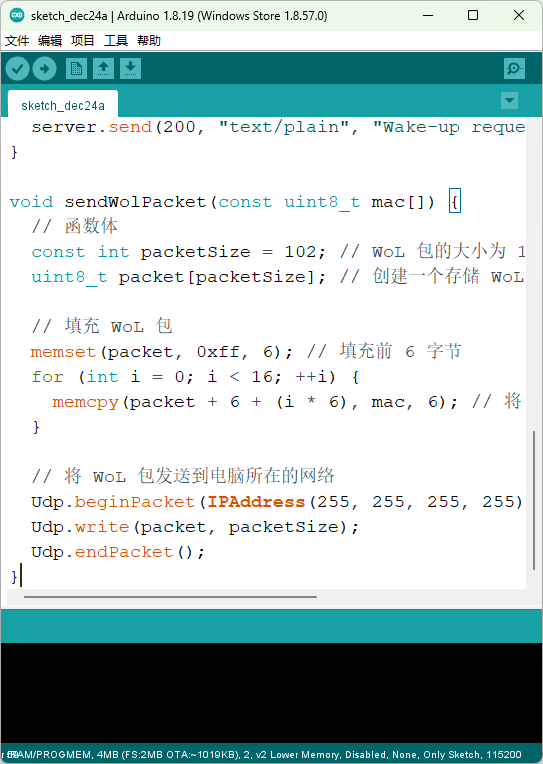 sketch_dec24a | Arduino 1.8.19 (Windows Store 1.8.57.0)
文件 编辑 项目 工具 帮助
sketch_dec24a
server.send(200, "text/plain", "Wake-up reque
}
void sendWolPacket(const uint8_t mac[]) {
// 函数体
const int packetSize = 102; // WoL 包的大小为 1
uint8_t packet[packetSize]; // 创建一个存储 WoL
// 填充 WoL 包
memset(packet, 0xff, 6); // 填充前 6 字节
for (int i = 0; i < 16; ++i) {
memcpy(packet + 6 + (i * 6), mac, 6); // 将
}
// 将 WoL 包发送到电脑所在的网络
Udp.beginPacket(IPAddress(255, 255, 255, 255)
Udp.write(packet, packetSize);
Udp.endPacket();
}
RAM/PROGMEM, 4MB (FS:2MB OTA:~1019KB), 2, v2 Lower Memory, Disabled, None, Only Sketch, 115200